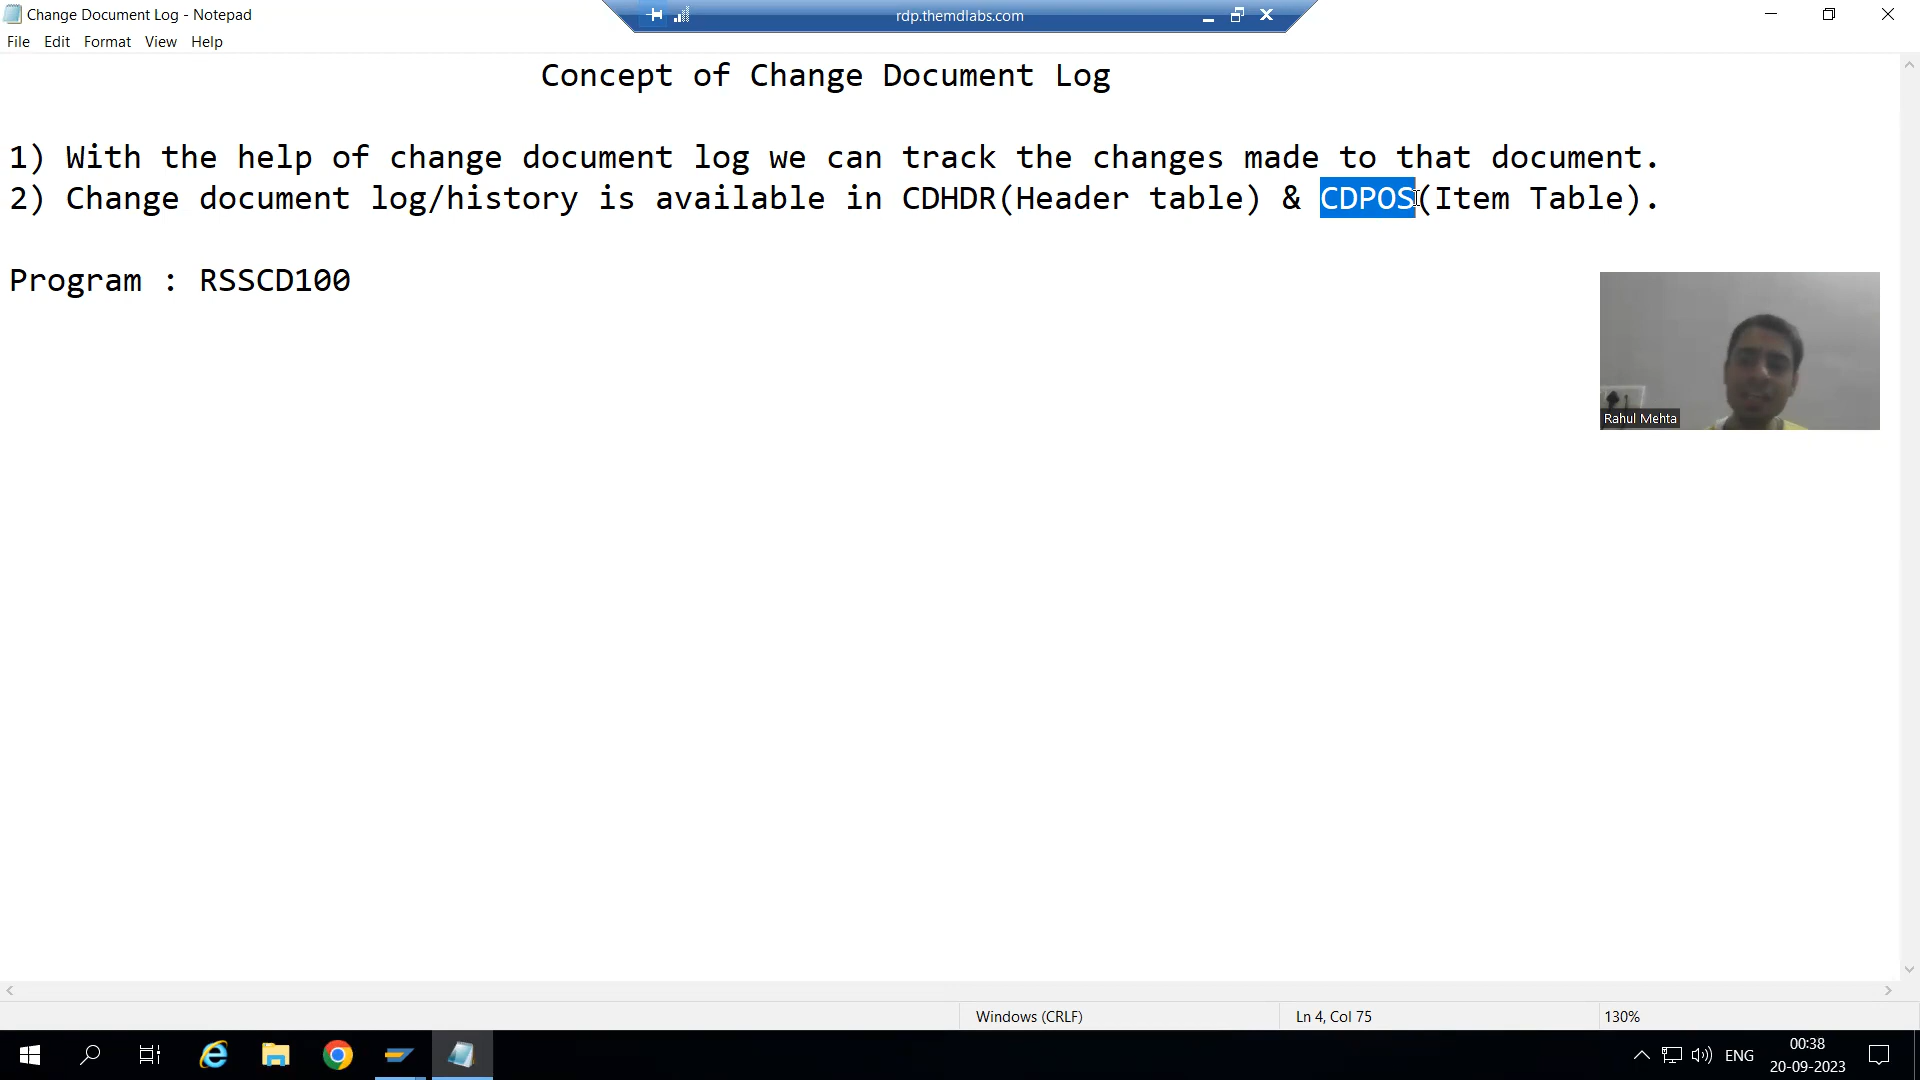 Change Document Log - Notepad
rdp.themdlabs.com
File Edit Format View Help
Concept of Change Document Log
1) With the help of change document log we can track the changes made to that document.
2) Change document log/history is available in CDHDR(Header table) & CDPOS(Item Table).
Program : RSSCD100
Rahul Mehta
Windows (CRLF)
Ln 4, Col 75
130%
ENG
00:38
20-09-2023